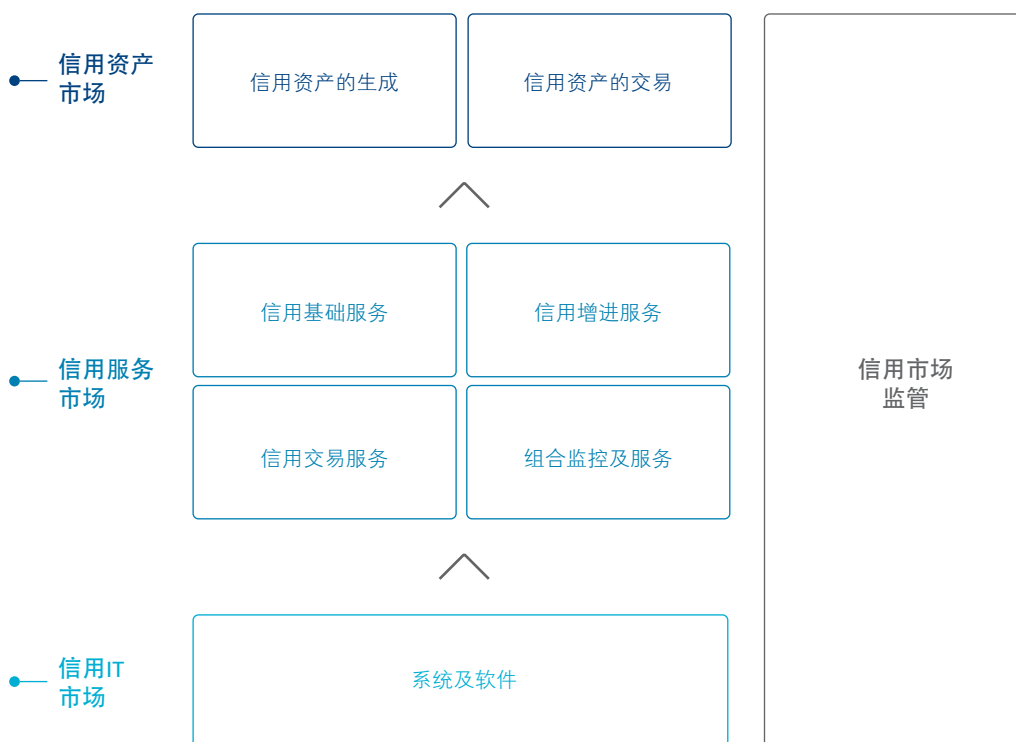 信用资产
市场
信用资产的生成
信用资产的交易
信用服务
市场
信用基础服务
信用增进服务
信用交易服务
组合监控及服务
信用IT
市场
系统及软件
信用市场
监管